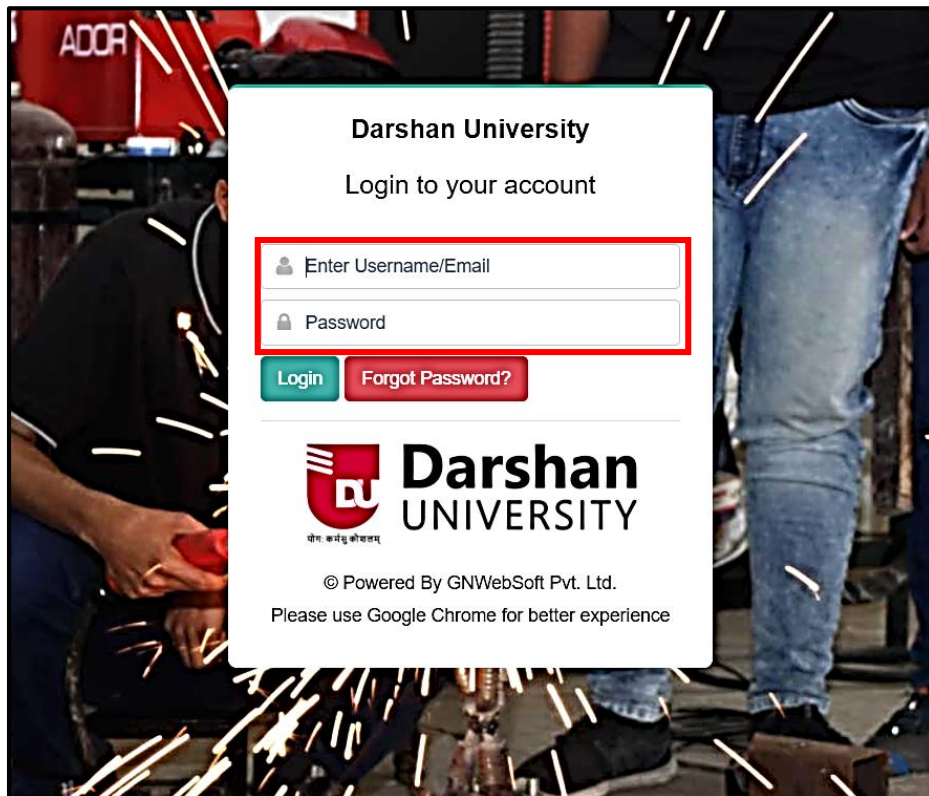 ADOR
Darshan University
Login to your account
Enter Username/Email
Password
Login Forgot Password?
DU
Darshan
UNIVERSITY
योगः कर्मसु कौशलम्
© Powered By GNWebSoft Pvt. Ltd.
Please use Google Chrome for better experience